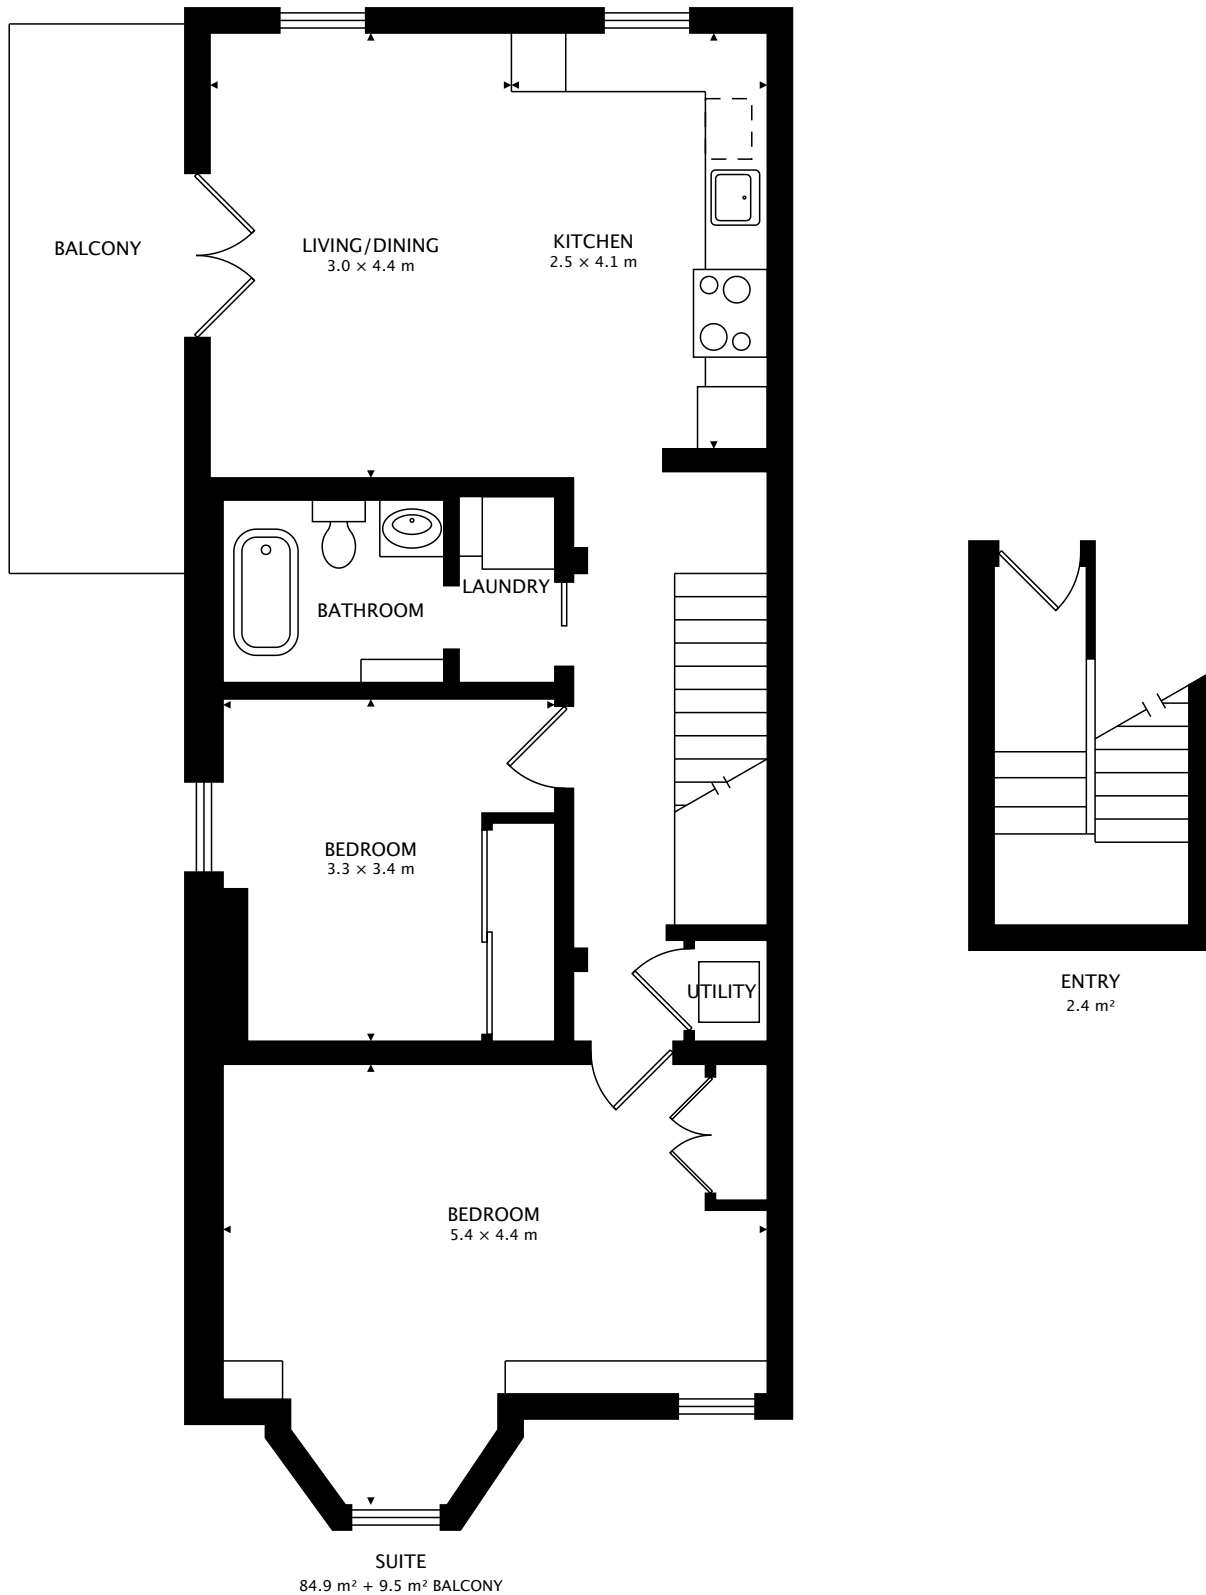 BALCONY
LIVING/DINING
3.0 × 4.4 m
KITCHEN
2.5 × 4.1 m
LAUNDRY
BATHROOM
BEDROOM
3.3 × 3.4 m
UTILITY
ENTRY
2.4 m²
BEDROOM
5.4 × 4.4 m
SUITE
84.9 m² + 9.5 m² BALCONY